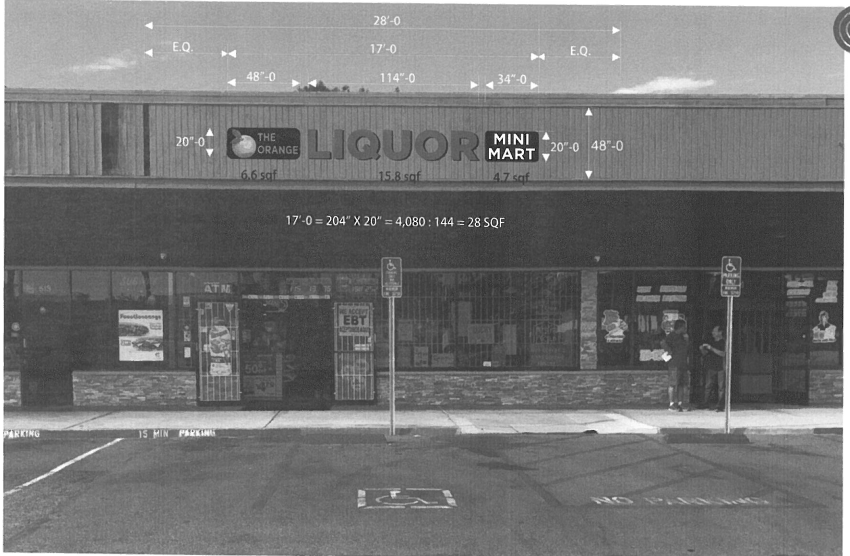 28'-0
E.Q. 17'-0 E.Q.
48"-0 114"-0 34"-0
20"-0
THE
ORANGE
LIQUOR
MINI
MART
20"-0 48"-0
6.6 sqf 15.8 sqf 4.7 sqf
17'-0 = 204" X 20" = 4,080 : 144 = 28 SQF
ATM
EBT
PARKING
ONLY
PARKING 15 MIN PARKING
NO PARKING